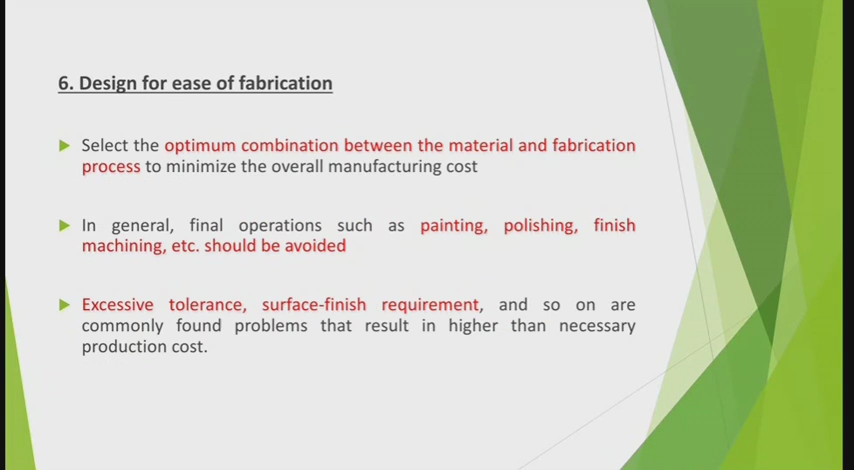 6. Design for ease of fabrication
Select the optimum combination between the material and fabrication
process to minimize the overall manufacturing cost
In general, final operations such as painting, polishing, finish
machining, etc. should be avoided
Excessive tolerance, surface-finish requirement, and so on are
commonly found problems that result in higher than necessary
production cost.